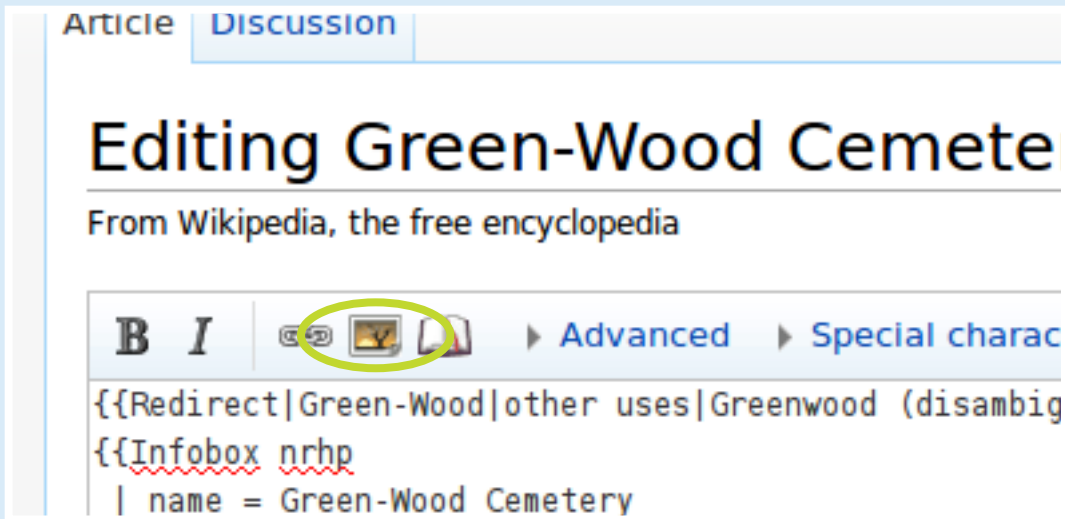 Article Discussion
Editing Green-Wood Cemete
From Wikipedia, the free encyclopedia
B I Advanced Special charac
{{Redirect|Green-Wood|other uses|Greenwood (disambig
{{Infobox nrhp
| name = Green-Wood Cemetery